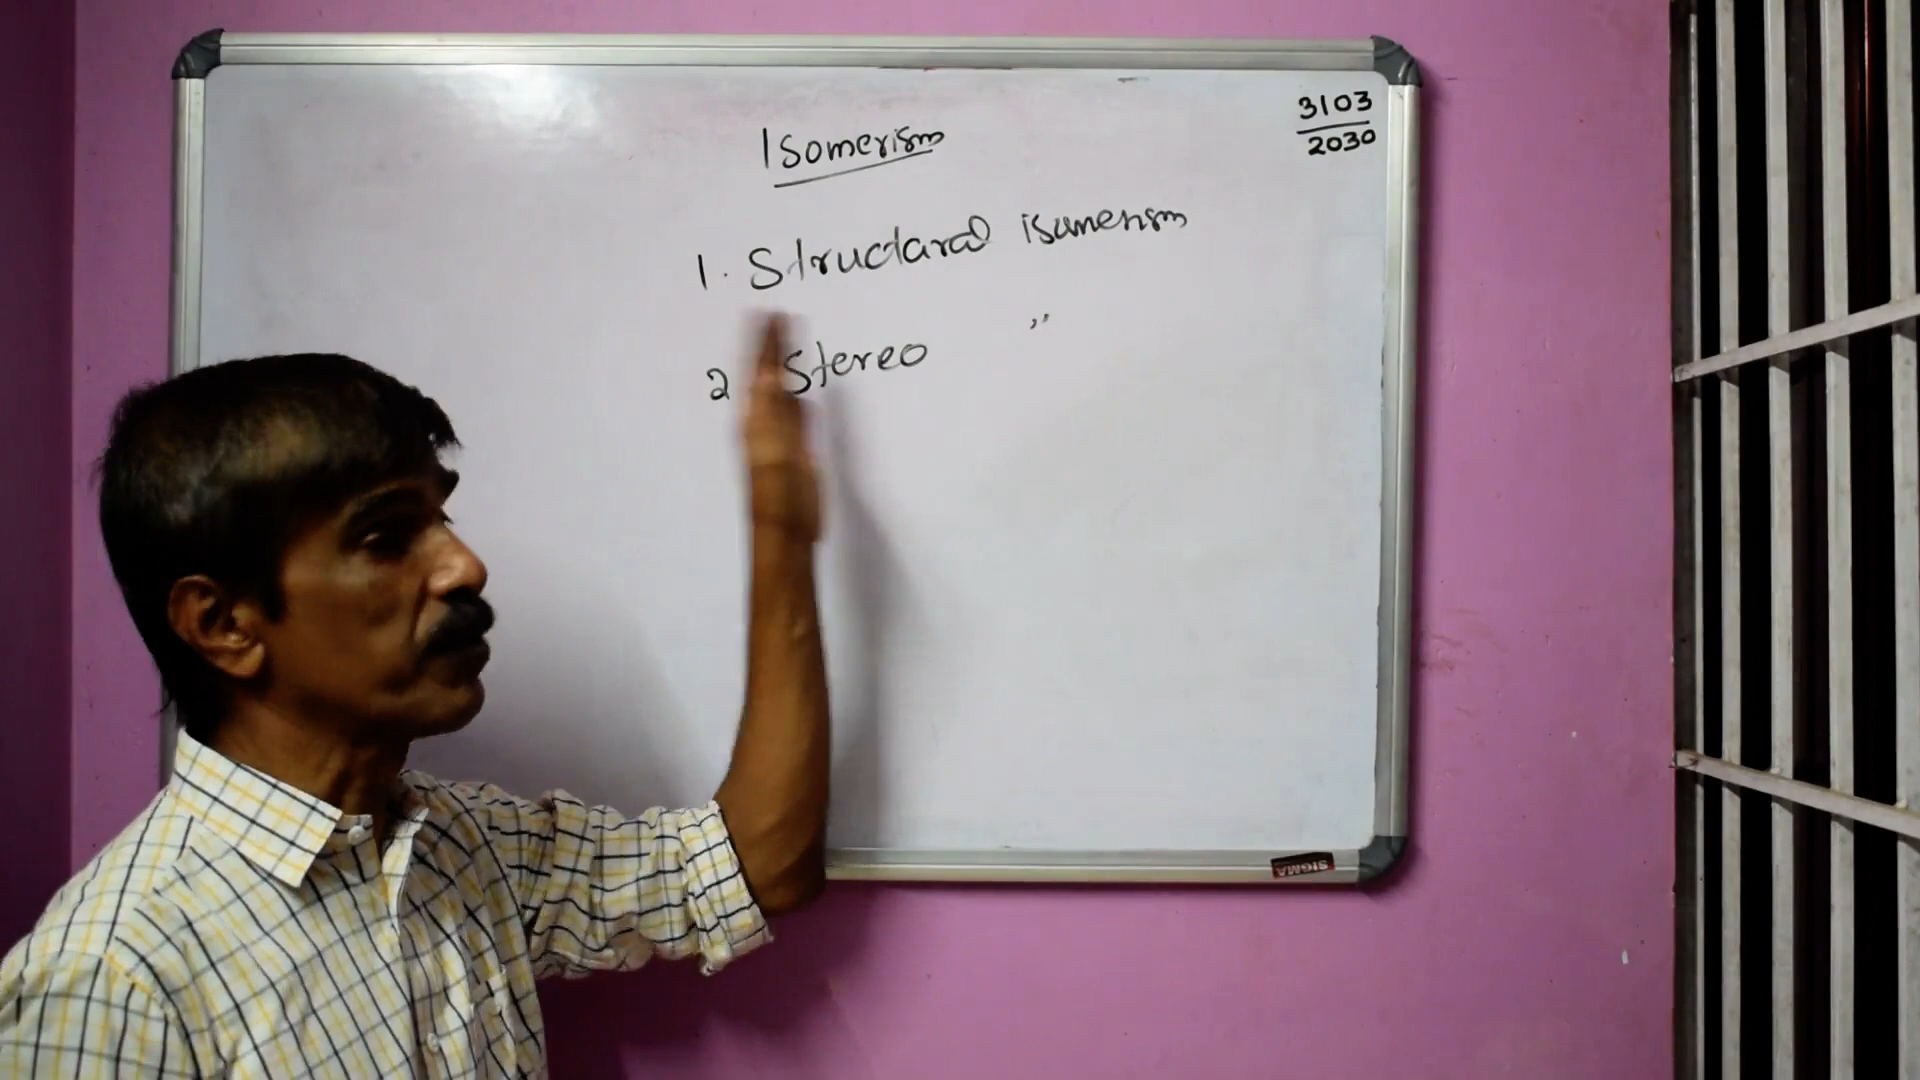 Isomerism
3103
2030
1. Structural isomerism
2 Stereo "
SIGMA